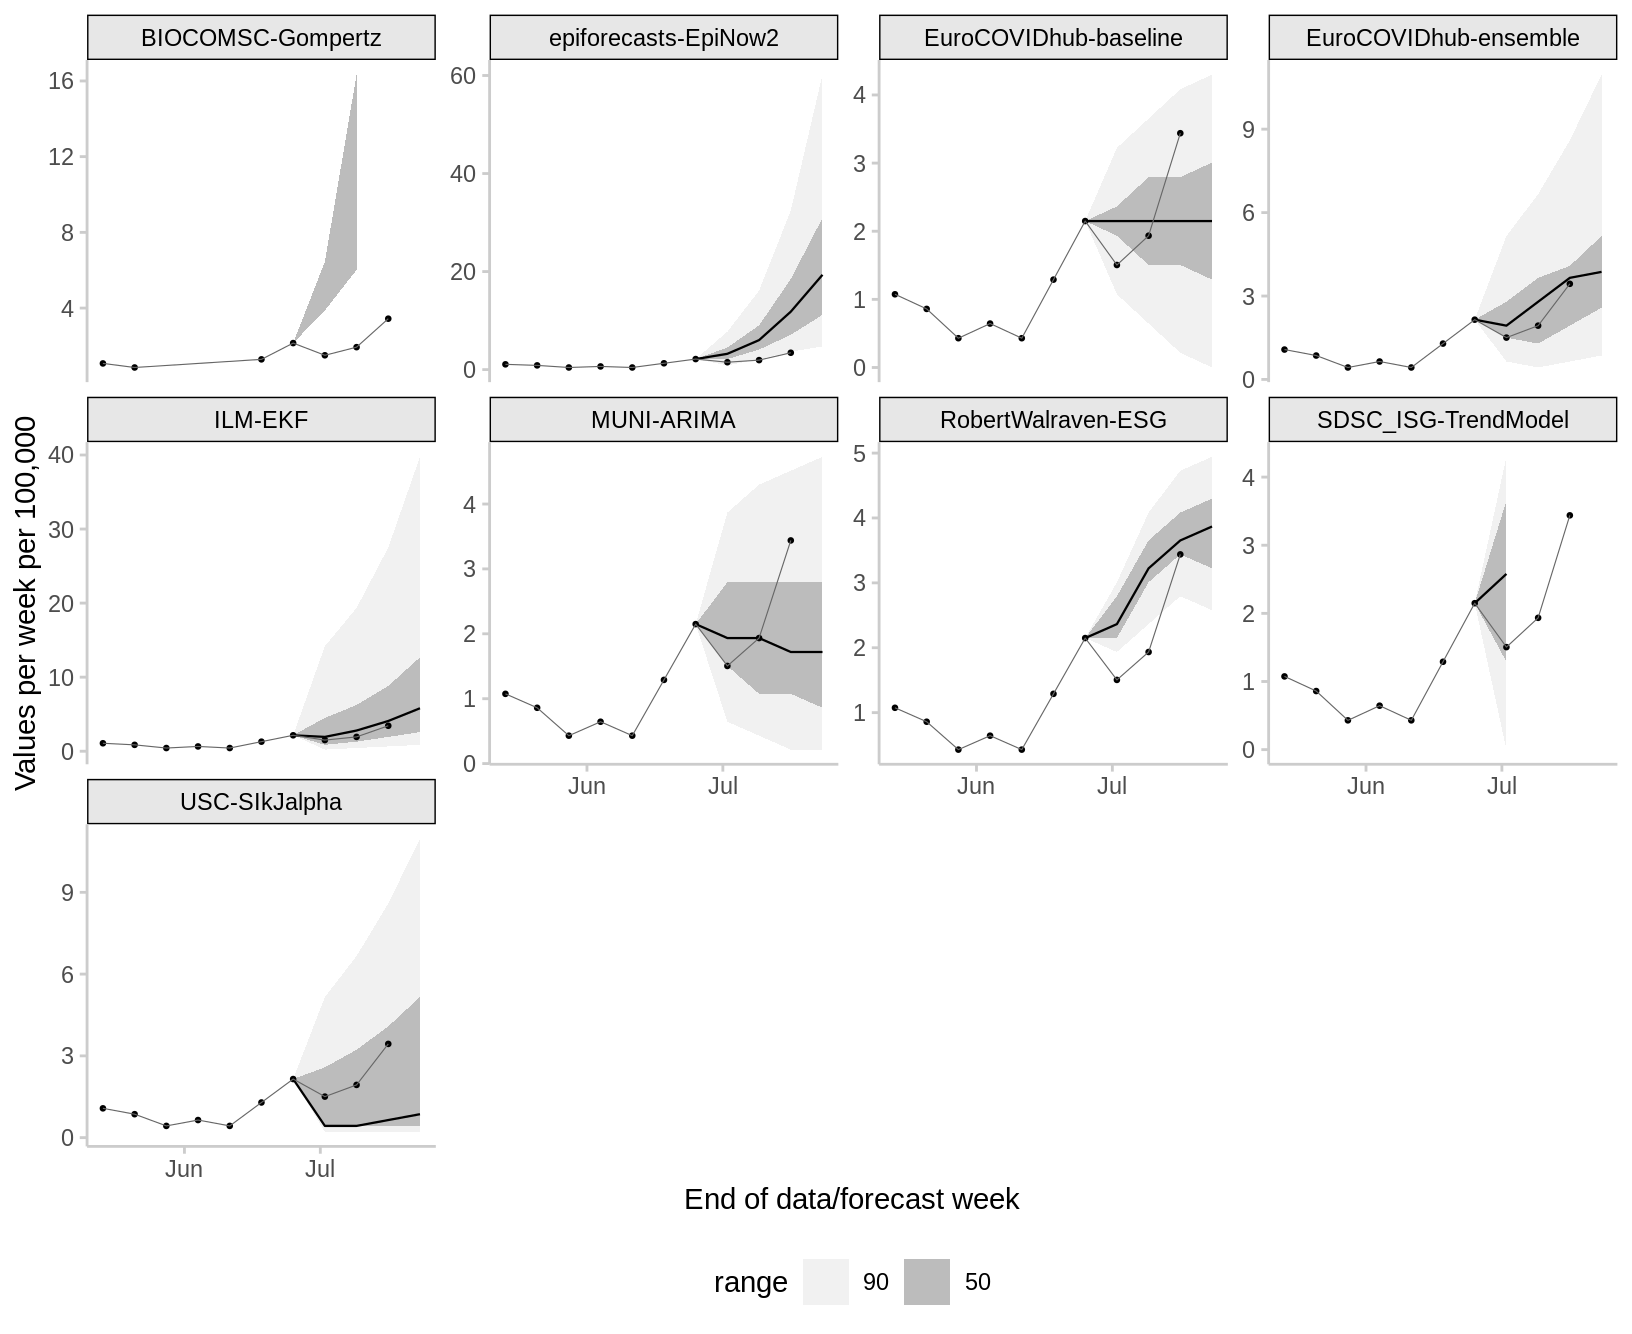 BIOCOMSC-Gompertz
epiforecasts-EpiNow2
EuroCOVIDhub-baseline
EuroCOVIDhub-ensemble
16
12
8
4
60
40
20
0
4
3
2
1
0
9
6
3
0
ILM-EKF
MUNI-ARIMA
RobertWalraven-ESG
SDSC_ISG-TrendModel
40
30
20
10
0
4
3
2
1
0
5
4
3
2
1
4
3
2
1
0
Jun
Jul
Jun
Jul
Jun
Jul
USC-SIkJalpha
9
6
3
0
Jun
Jul
Values per week per 100,000
End of data/forecast week
range
90
50